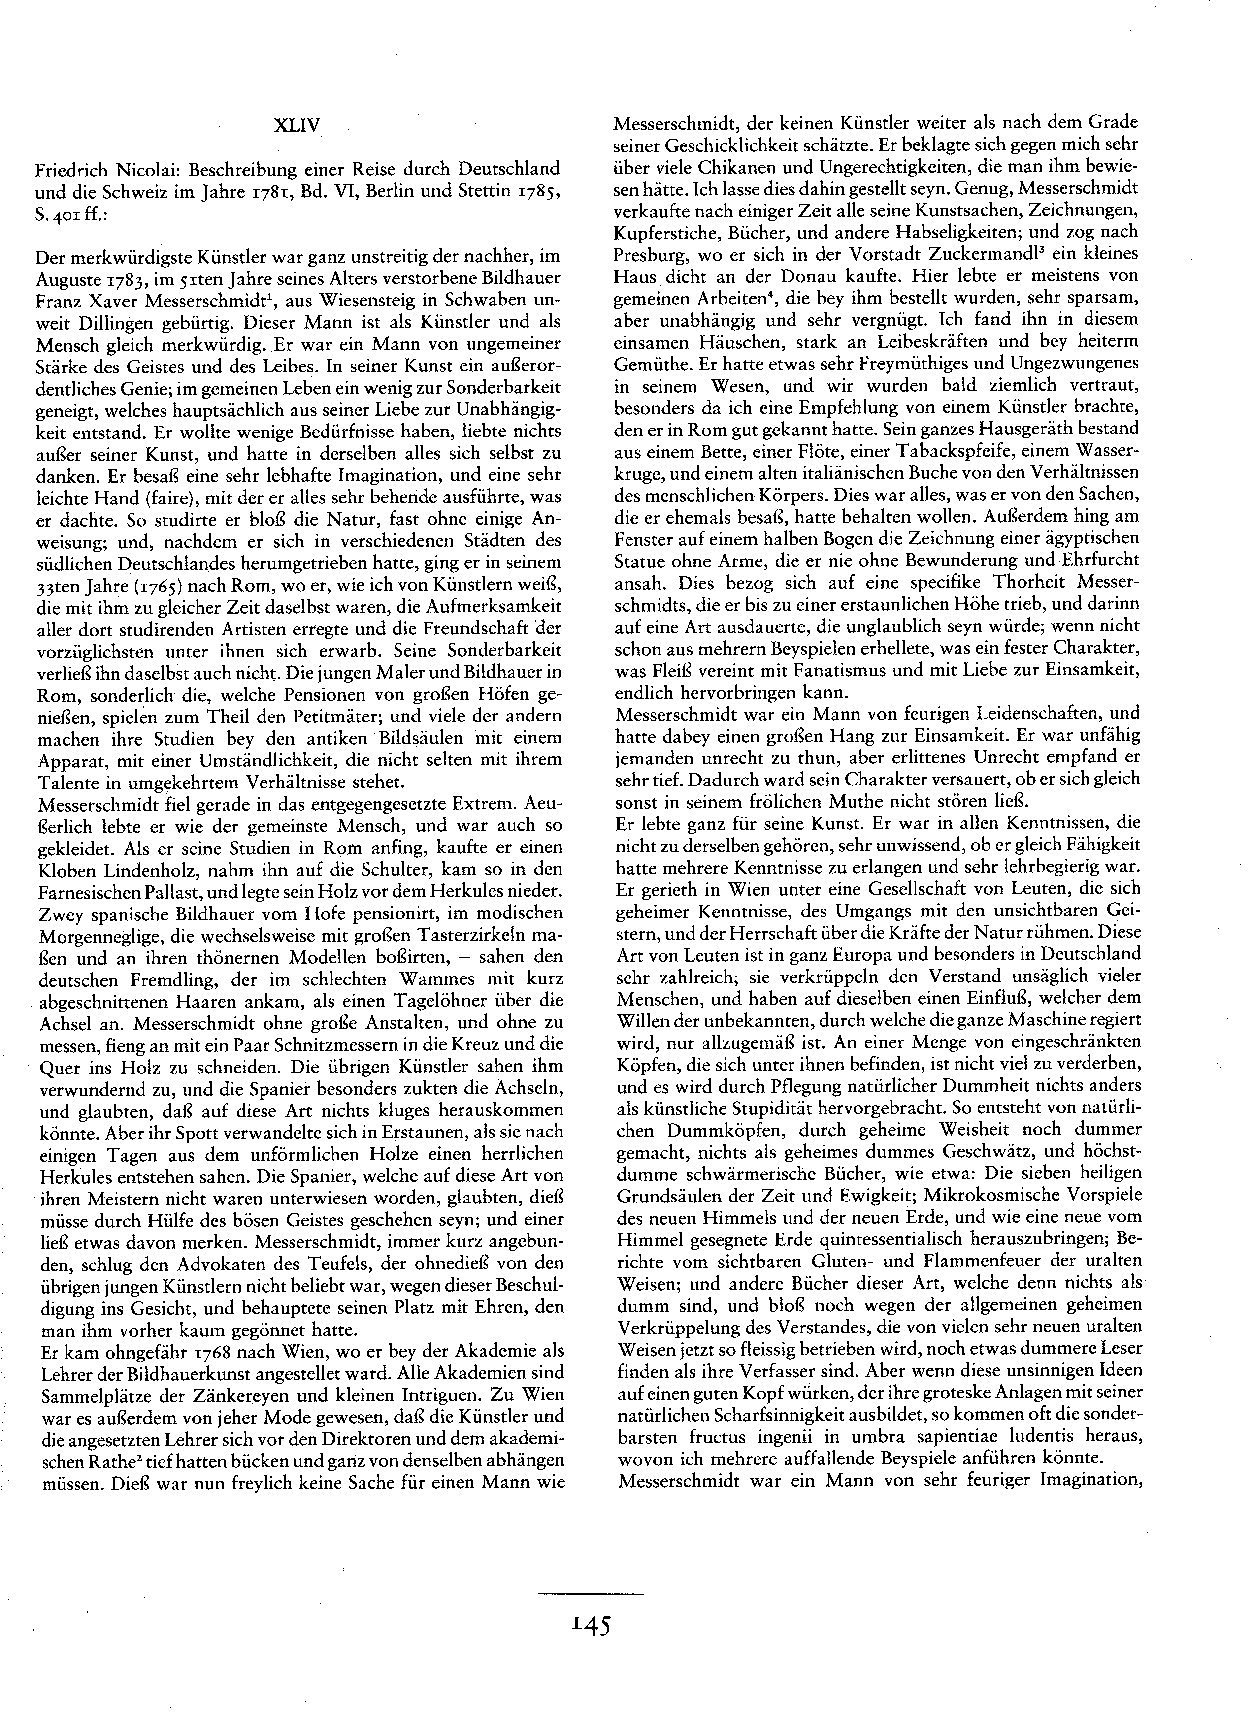 XLIV
Friedrich Nicolai: Beschreibung einer Reise durch Deutschland
und die Schweiz im Jahre 1781, Bd. VI, Berlin und Stettin 1785,
S. 401 ff.:
Der merkwürdigste Künstler war ganz unstreitig der nachher, im
Auguste 1783, im 51ten Jahre seines Alters verstorbene Bildhauer
Franz Xaver Messerschmidt¹, aus Wiesensteig in Schwaben un-
weit Dillingen gebürtig. Dieser Mann ist als Künstler und als
Mensch gleich merkwürdig. Er war ein Mann von ungemeiner
Stärke des Geistes und des Leibes. In seiner Kunst ein außeror-
dentliches Genie; im gemeinen Leben ein wenig zur Sonderbarkeit
geneigt, welches hauptsächlich aus seiner Liebe zur Unabhängig-
keit entstand. Er wollte wenige Bedürfnisse haben, liebte nichts
außer seiner Kunst, und hatte in derselben alles sich selbst zu
danken. Er besaß eine sehr lebhafte Imagination, und eine sehr
leichte Hand (faire), mit der er alles sehr behende ausführte, was
er dachte. So studirte er bloß die Natur, fast ohne einige An-
weisung; und, nachdem er sich in verschiedenen Städten des
südlichen Deutschlandes herumgetrieben hatte, ging er in seinem
33ten Jahre (1765) nach Rom, wo er, wie ich von Künstlern weiß,
die mit ihm zu gleicher Zeit daselbst waren, die Aufmerksamkeit
aller dort studirenden Artisten erregte und die Freundschaft der
vorzüglichsten unter ihnen sich erwarb. Seine Sonderbarkeit
verließ ihn daselbst auch nicht. Die jungen Maler und Bildhauer in
Rom, sonderlich die, welche Pensionen von großen Höfen ge-
nießen, spielen zum Theil den Petitmäter; und viele der andern
machen ihre Studien bey den antiken Bildsäulen mit einem
Apparat, mit einer Umständlichkeit, die nicht selten mit ihrem
Talente in umgekehrtem Verhältnisse stehet.
Messerschmidt fiel gerade in das entgegengesetzte Extrem. Aeu-
ßerlich lebte er wie der gemeinste Mensch, und war auch so
gekleidet. Als er seine Studien in Rom anfing, kaufte er einen
Kloben Lindenholz, nahm ihn auf die Schulter, kam so in den
Farnesischen Pallast, und legte sein Holz vor dem Herkules nieder.
Zwey spanische Bildhauer vom Hofe pensionirt, im modischen
Morgenneglige, die wechselsweise mit großen Tasterzirkeln ma-
ßen und an ihren thönernen Modellen boßirten, – sahen den
deutschen Fremdling, der im schlechten Wammes mit kurz
abgeschnittenen Haaren ankam, als einen Tagelöhner über die
Achsel an. Messerschmidt ohne große Anstalten, und ohne zu
messen, fieng an mit ein Paar Schnitzmessern in die Kreuz und die
Quer ins Holz zu schneiden. Die übrigen Künstler sahen ihm
verwundernd zu, und die Spanier besonders zukten die Achseln,
und glaubten, daß auf diese Art nichts kluges herauskommen
könnte. Aber ihr Spott verwandelte sich in Erstaunen, als sie nach
einigen Tagen aus dem unförmlichen Holze einen herrlichen
Herkules entstehen sahen. Die Spanier, welche auf diese Art von
ihren Meistern nicht waren unterwiesen worden, glaubten, dieß
müsse durch Hülfe des bösen Geistes geschehen seyn; und einer
ließ etwas davon merken. Messerschmidt, immer kurz angebun-
den, schlug den Advokaten des Teufels, der ohnedieß von den
übrigen jungen Künstlern nicht beliebt war, wegen dieser Beschul-
digung ins Gesicht, und behauptete seinen Platz mit Ehren, den
man ihm vorher kaum gegönnet hatte.
Er kam ohngefähr 1768 nach Wien, wo er bey der Akademie als
Lehrer der Bildhauerkunst angestellet ward. Alle Akademien sind
Sammelplätze der Zänkereyen und kleinen Intriguen. Zu Wien
war es außerdem von jeher Mode gewesen, daß die Künstler und
die angesetzten Lehrer sich vor den Direktoren und dem akademi-
schen Rathe² tief hatten bücken und ganz von denselben abhängen
müssen. Dieß war nun freylich keine Sache für einen Mann wie
Messerschmidt, der keinen Künstler weiter als nach dem Grade
seiner Geschicklichkeit schätzte. Er beklagte sich gegen mich sehr
über viele Chikanen und Ungerechtigkeiten, die man ihm bewie-
sen hätte. Ich lasse dies dahin gestellt seyn. Genug, Messerschmidt
verkaufte nach einiger Zeit alle seine Kunstsachen, Zeichnungen,
Kupferstiche, Bücher, und andere Habseligkeiten; und zog nach
Presburg, wo er sich in der Vorstadt Zuckermandl³ ein kleines
Haus dicht an der Donau kaufte. Hier lebte er meistens von
gemeinen Arbeiten⁴, die bey ihm bestellt wurden, sehr sparsam,
aber unabhängig und sehr vergnügt. Ich fand ihn in diesem
einsamen Häuschen, stark an Leibeskräften und bey heiterm
Gemüthe. Er hatte etwas sehr Freymüthiges und Ungezwungenes
in seinem Wesen, und wir wurden bald ziemlich vertraut,
besonders da ich eine Empfehlung von einem Künstler brachte,
den er in Rom gut gekannt hatte. Sein ganzes Hausgeräth bestand
aus einem Bette, einer Flöte, einer Tabackspfeife, einem Wasser-
kruge, und einem alten italiänischen Buche von den Verhältnissen
des menschlichen Körpers. Dies war alles, was er von den Sachen,
die er ehemals besaß, hatte behalten wollen. Außerdem hing am
Fenster auf einem halben Bogen die Zeichnung einer ägyptischen
Statue ohne Arme, die er nie ohne Bewunderung und Ehrfurcht
ansah. Dies bezog sich auf eine specifike Thorheit Messer-
schmidts, die er bis zu einer erstaunlichen Höhe trieb, und darinn
auf eine Art ausdauerte, die unglaublich seyn würde; wenn nicht
schon aus mehrern Beyspielen erhellete, was ein fester Charakter,
was Fleiß vereint mit Fanatismus und mit Liebe zur Einsamkeit,
endlich hervorbringen kann.
Messerschmidt war ein Mann von feurigen Leidenschaften, und
hatte dabey einen großen Hang zur Einsamkeit. Er war unfähig
jemanden unrecht zu thun, aber erlittenes Unrecht empfand er
sehr tief. Dadurch ward sein Charakter versauert, ob er sich gleich
sonst in seinem frölichen Muthe nicht stören ließ.
Er lebte ganz für seine Kunst. Er war in allen Kenntnissen, die
nicht zu derselben gehören, sehr unwissend, ob er gleich Fähigkeit
hatte mehrere Kenntnisse zu erlangen und sehr lehrbegierig war.
Er gerieth in Wien unter eine Gesellschaft von Leuten, die sich
geheimer Kenntnisse, des Umgangs mit den unsichtbaren Gei-
stern, und der Herrschaft über die Kräfte der Natur rühmen. Diese
Art von Leuten ist in ganz Europa und besonders in Deutschland
sehr zahlreich; sie verkrüppeln den Verstand unsäglich vieler
Menschen, und haben auf dieselben einen Einfluß, welcher dem
Willen der unbekannten, durch welche die ganze Maschine regiert
wird, nur allzugemäß ist. An einer Menge von eingeschränkten
Köpfen, die sich unter ihnen befinden, ist nicht viel zu verderben,
und es wird durch Pflegung natürlicher Dummheit nichts anders
als künstliche Stupidität hervorgebracht. So entsteht von natürli-
chen Dummköpfen, durch geheime Weisheit noch dummer
gemacht, nichts als geheimes dummes Geschwätz, und höchst-
dumme schwärmerische Bücher, wie etwa: Die sieben heiligen
Grundsäulen der Zeit und Ewigkeit; Mikrokosmische Vorspiele
des neuen Himmels und der neuen Erde, und wie eine neue vom
Himmel gesegnete Erde quintessentialisch herauszubringen; Be-
richte vom sichtbaren Gluten- und Flammenfeuer der uralten
Weisen; und andere Bücher dieser Art, welche denn nichts als
dumm sind, und bloß noch wegen der allgemeinen geheimen
Verkrüppelung des Verstandes, die von vielen sehr neuen uralten
Weisen jetzt so fleissig betrieben wird, noch etwas dummere Leser
finden als ihre Verfasser sind. Aber wenn diese unsinnigen Ideen
auf einen guten Kopf würken, der ihre groteske Anlagen mit seiner
natürlichen Scharfsinnigkeit ausbildet, so kommen oft die sonder-
barsten fructus ingenii in umbra sapientiae ludentis heraus,
wovon ich mehrere auffallende Beyspiele anführen könnte.
Messerschmidt war ein Mann von sehr feuriger Imagination,
145